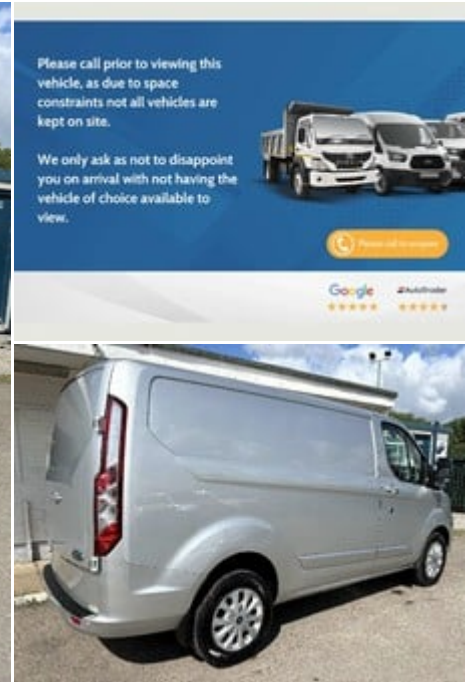 Please call prior to viewing this
vehicle, as due to space
constraints not all vehicles are
kept on site.
We only ask as not to disappoint
you on arrival with not having the
vehicle of choice available to
view.
Please call to enquire
Google
AutoTrader